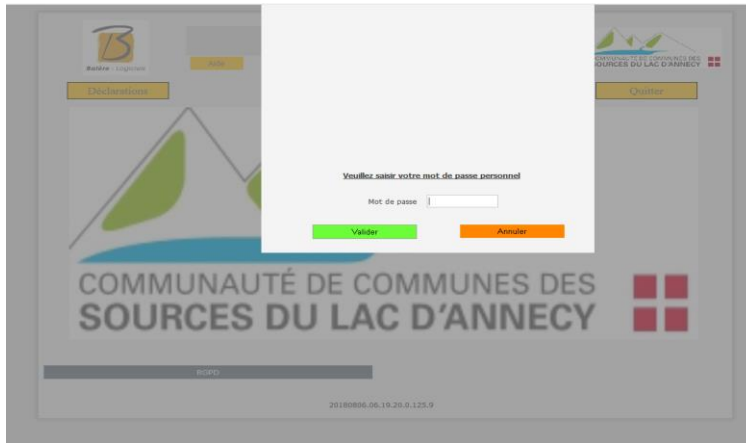 Aide
COMMUNAUTÉ DE COMMUNES DES
SOURCES DU LAC D'ANNECY
Déclarations
Quitter
Veuillez saisir votre mot de passe personnel
Mot de passe
Valider
Annuler
COMMUNAUTÉ DE COMMUNES DES
SOURCES DU LAC D'ANNECY
RGPD
20180806.06.19.20.0.125.9